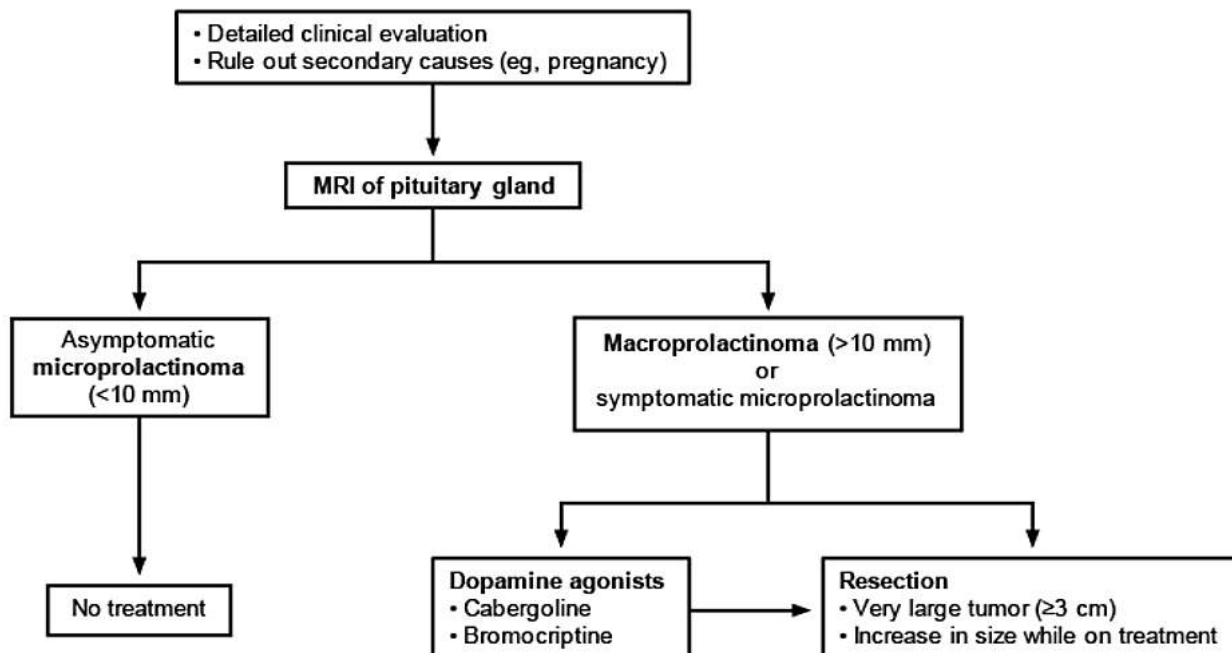 • Detailed clinical evaluation
• Rule out secondary causes (eg, pregnancy)
MRI of pituitary gland
Asymptomatic
microprolactinoma
(<10 mm)
Macroprolactinoma (>10 mm)
or
symptomatic microprolactinoma
No treatment
Dopamine agonists
• Cabergoline
• Bromocriptine
Resection
• Very large tumor (≥3 cm)
• Increase in size while on treatment